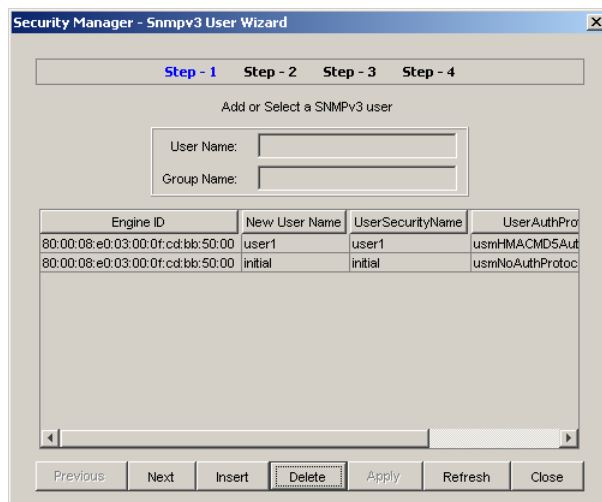 Security Manager - Snmpv3 User Wizard
Step - 1 Step - 2 Step - 3 Step - 4
Add or Select a SNMPv3 user
User Name:
Group Name:
Engine ID New User Name UserSecurityName UserAuthPro
80:00:08:e0:03:00:0f:cd:bb:50:00 user1 user1 usmHMACMD5Aut
80:00:08:e0:03:00:0f:cd:bb:50:00 initial initial usmNoAuthProtoc
Previous Next Insert Delete Apply Refresh Close